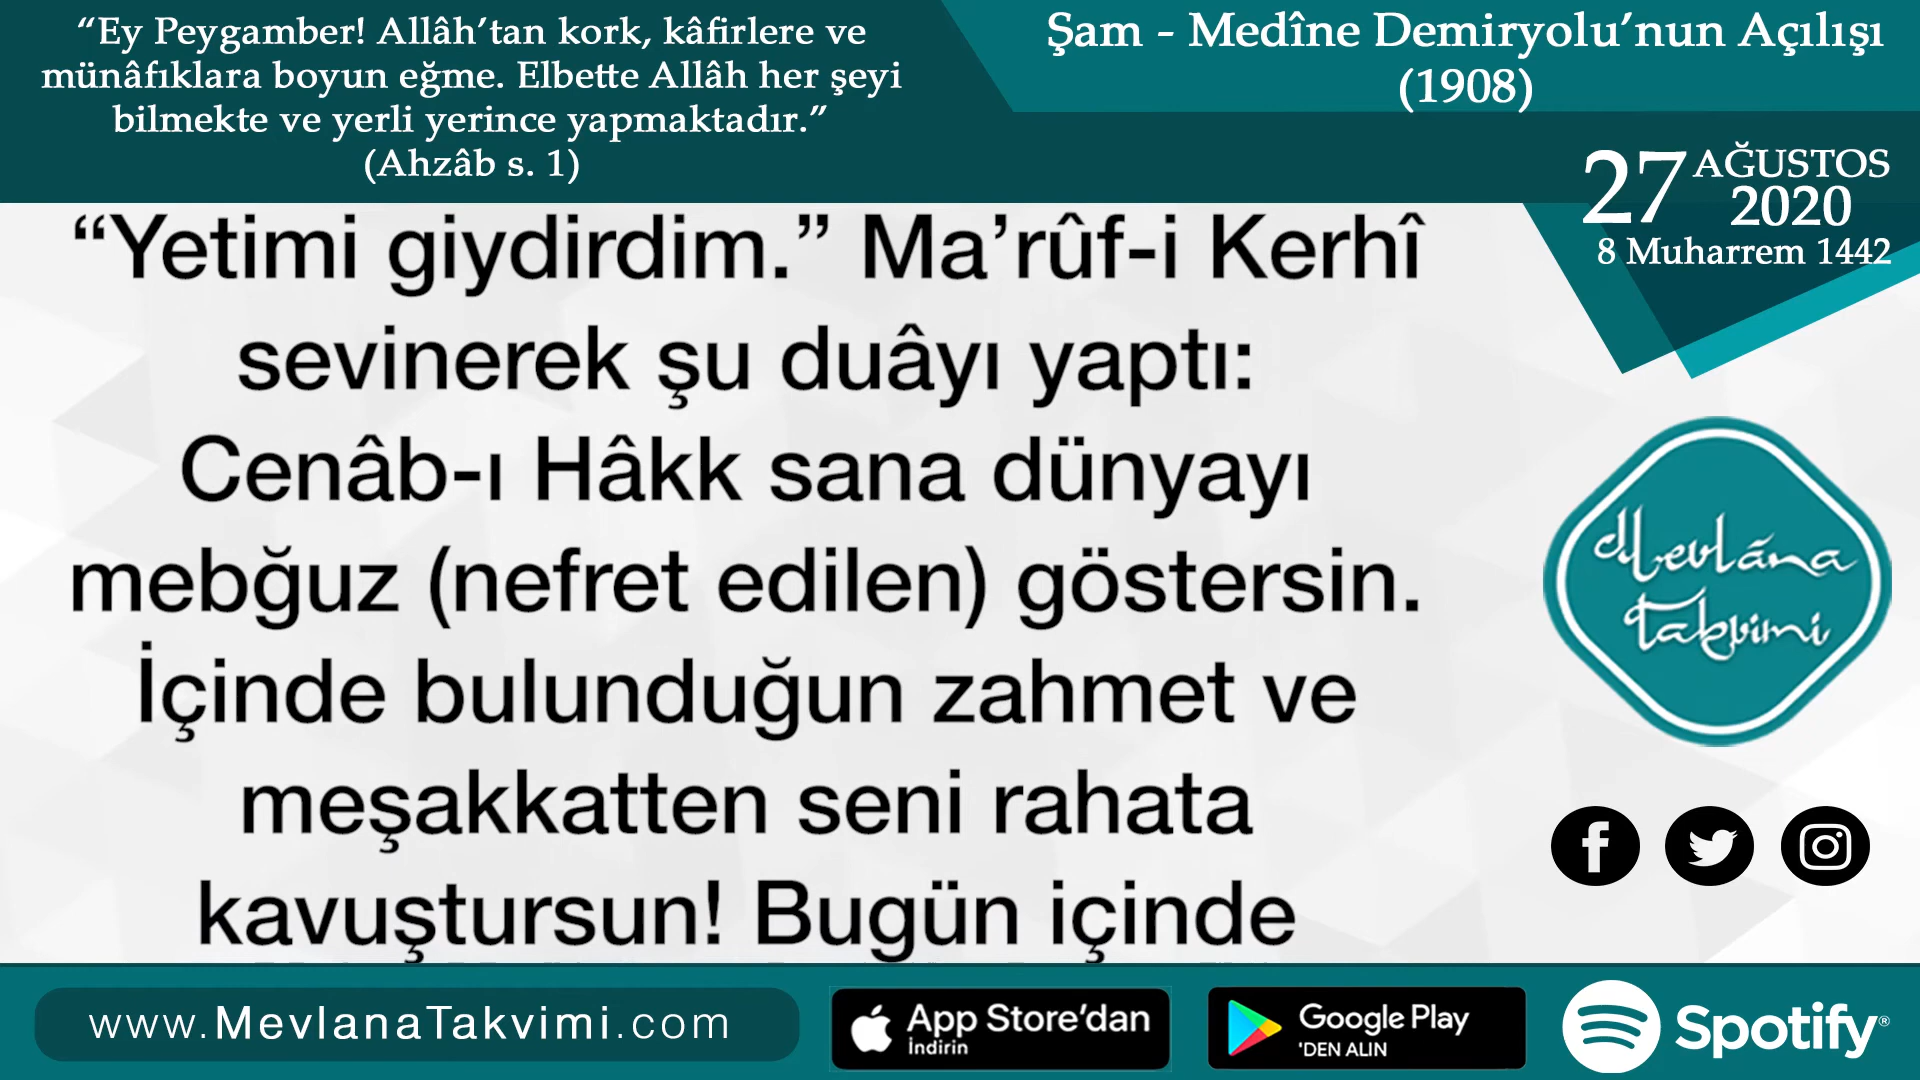 “Ey Peygamber! Allâh’tan kork, kâfirlere ve
münâfıklara boyun eğme. Elbette Allâh her şeyi
bilmekte ve yerli yerince yapmaktadır.”
(Ahzâb s. 1)
Şam - Medîne Demiryolu’nun Açılışı
(1908)
27 AĞUSTOS
2020
8 Muharrem 1442
“Yetimi giydirdim.” Ma’rûf-i Kerhî
sevinerek şu duâyı yaptı:
Cenâb-ı Hâkk sana dünyayı
mebğuz (nefret edilen) göstersin.
İçinde bulunduğun zahmet ve
meşakkatten seni rahata
kavuştursun! Bugün içinde
Mevlâna
Takvimi
www.MevlanaTakvimi.com
App Store’dan
İndirin
Google Play
'DEN ALIN
Spotify®